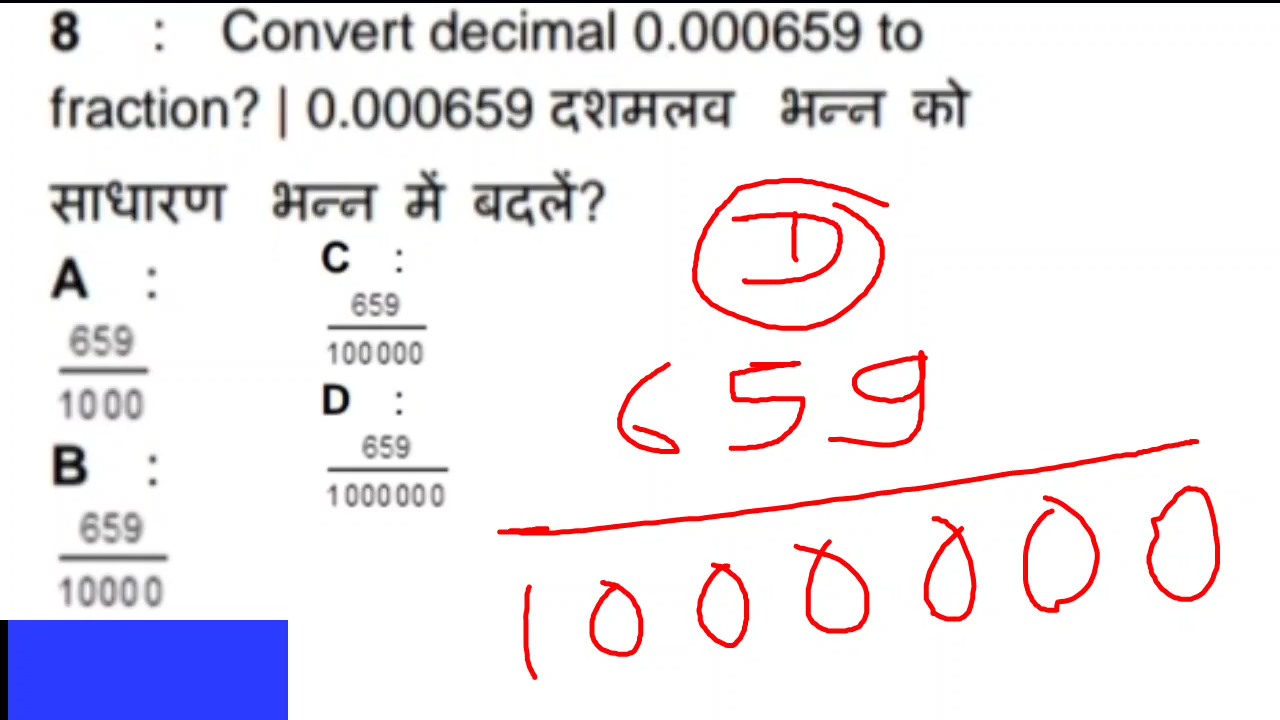 8 : Convert decimal 0.000659 to
fraction? | 0.000659 दशमलव भन्न को
साधारण भन्न में बदलें?
A :
659
1000
B :
659
10000
C :
659
100000
D :
659
1000000
D
659
1000000